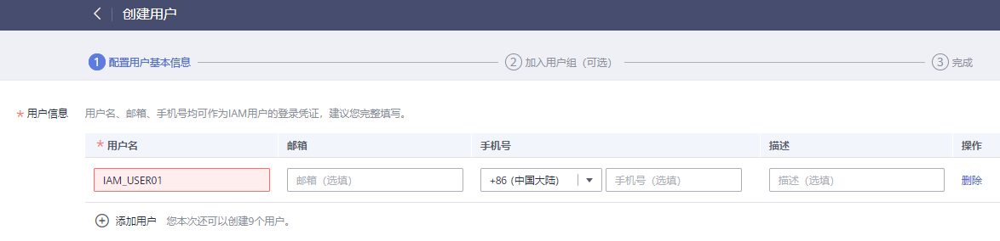 创建用户
1 配置用户基本信息 2 加入用户组（可选） 3 完成
* 用户信息 用户名、邮箱、手机号均可作为IAM用户的登录凭证，建议您完整填写。
* 用户名 邮箱 手机号 描述 操作
IAM_USER01 邮箱（选填） +86 (中国大陆) 手机号（选填） 描述（选填） 删除
添加用户 您本次还可以创建9个用户。